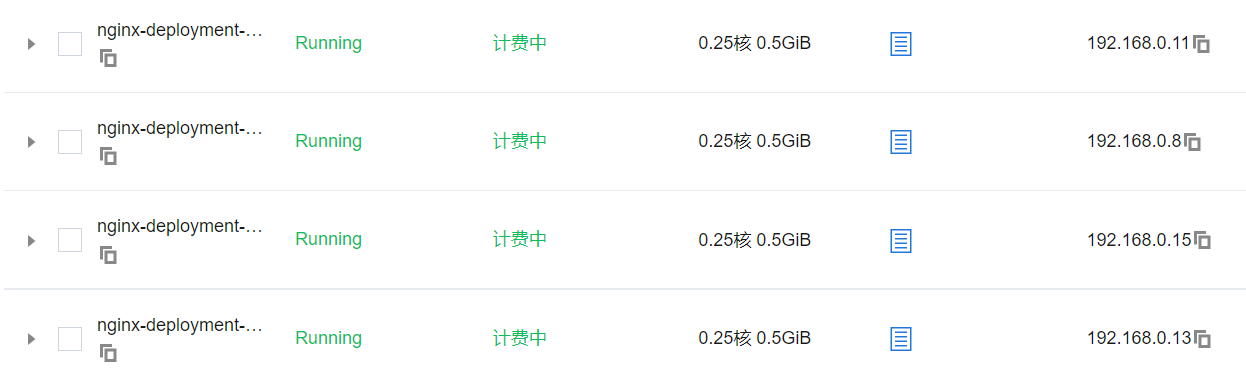 nginx-deployment-...
Running 计费中 0.25核 0.5GiB 192.168.0.11
nginx-deployment-...
Running 计费中 0.25核 0.5GiB 192.168.0.8
nginx-deployment-...
Running 计费中 0.25核 0.5GiB 192.168.0.15
nginx-deployment-...
Running 计费中 0.25核 0.5GiB 192.168.0.13